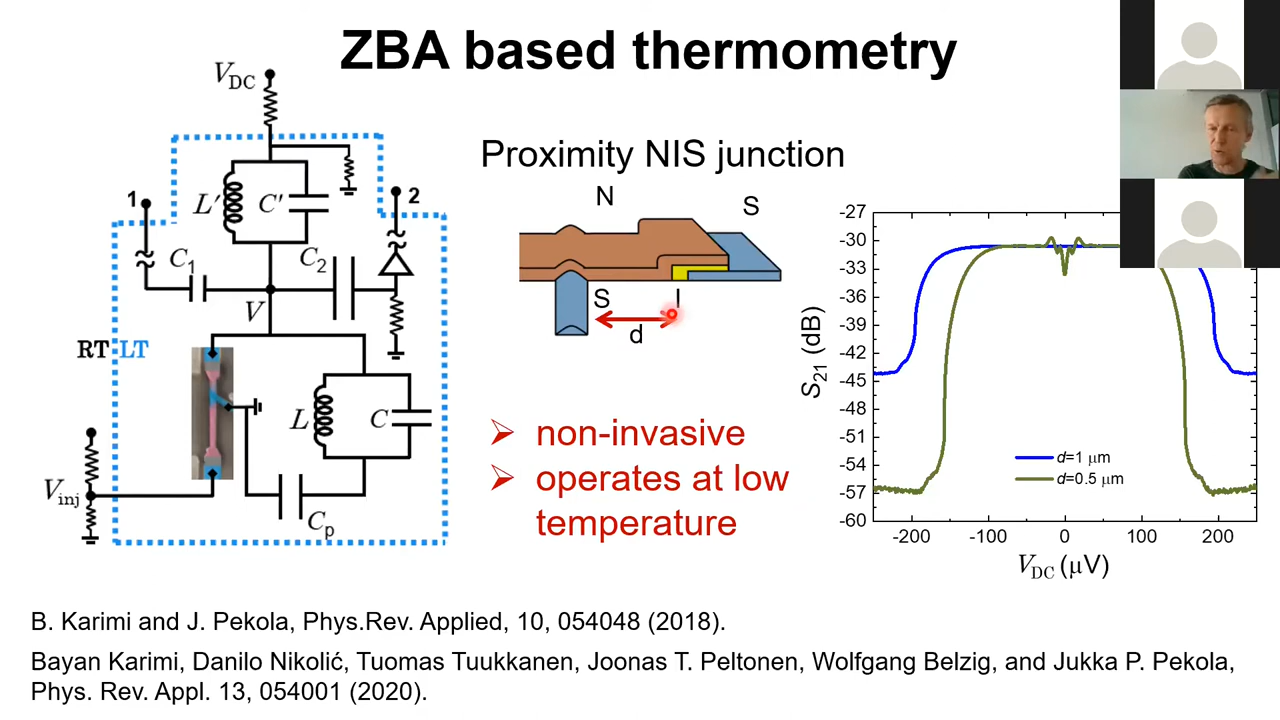 ZBA based thermometry
V_DC
1
L′
C′
2
C_1
C_2
V
RT
LT
L
C
V_inj
C_p
Proximity NIS junction
N
S
S
I
d
➢ non-invasive
➢ operates at low
temperature
S_21 (dB)
-27
-30
-33
-36
-39
-42
-45
-48
-51
-54
-57
-60
d=1 μm
d=0.5 μm
-200 -100 0 100 200
V_DC (μV)
B. Karimi and J. Pekola, Phys.Rev. Applied, 10, 054048 (2018).
Bayan Karimi, Danilo Nikolić, Tuomas Tuukkanen, Joonas T. Peltonen, Wolfgang Belzig, and Jukka P. Pekola,
Phys. Rev. Appl. 13, 054001 (2020).